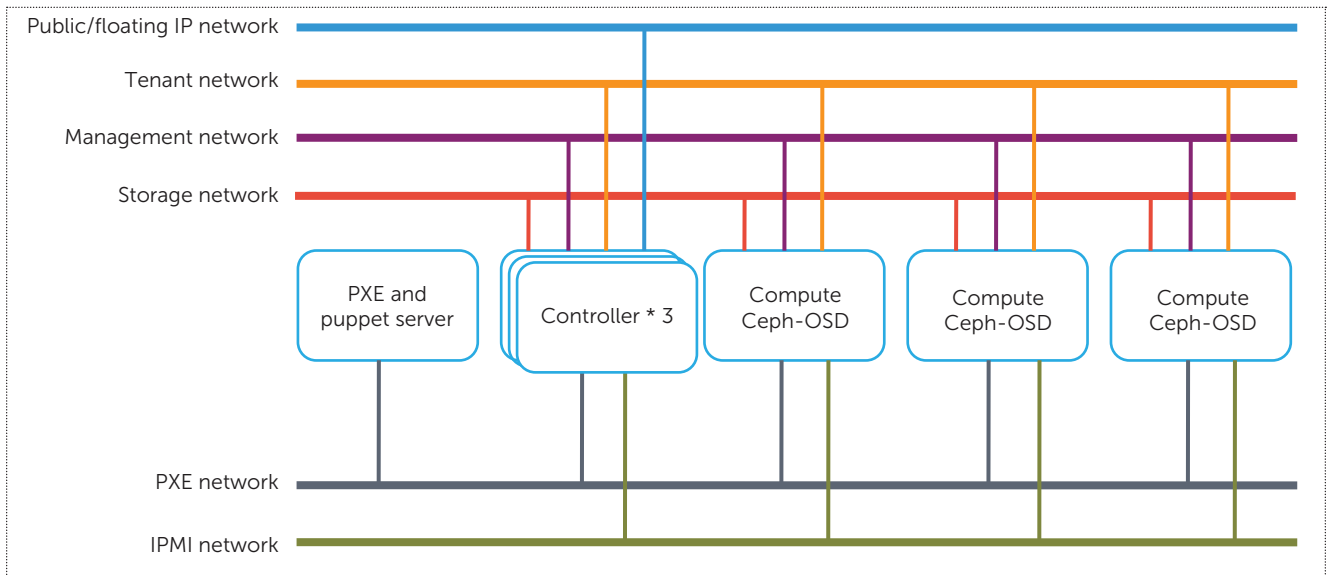 Public/floating IP network
Tenant network
Management network
Storage network
PXE and
puppet server
Controller * 3
Compute
Ceph-OSD
Compute
Ceph-OSD
Compute
Ceph-OSD
PXE network
IPMI network